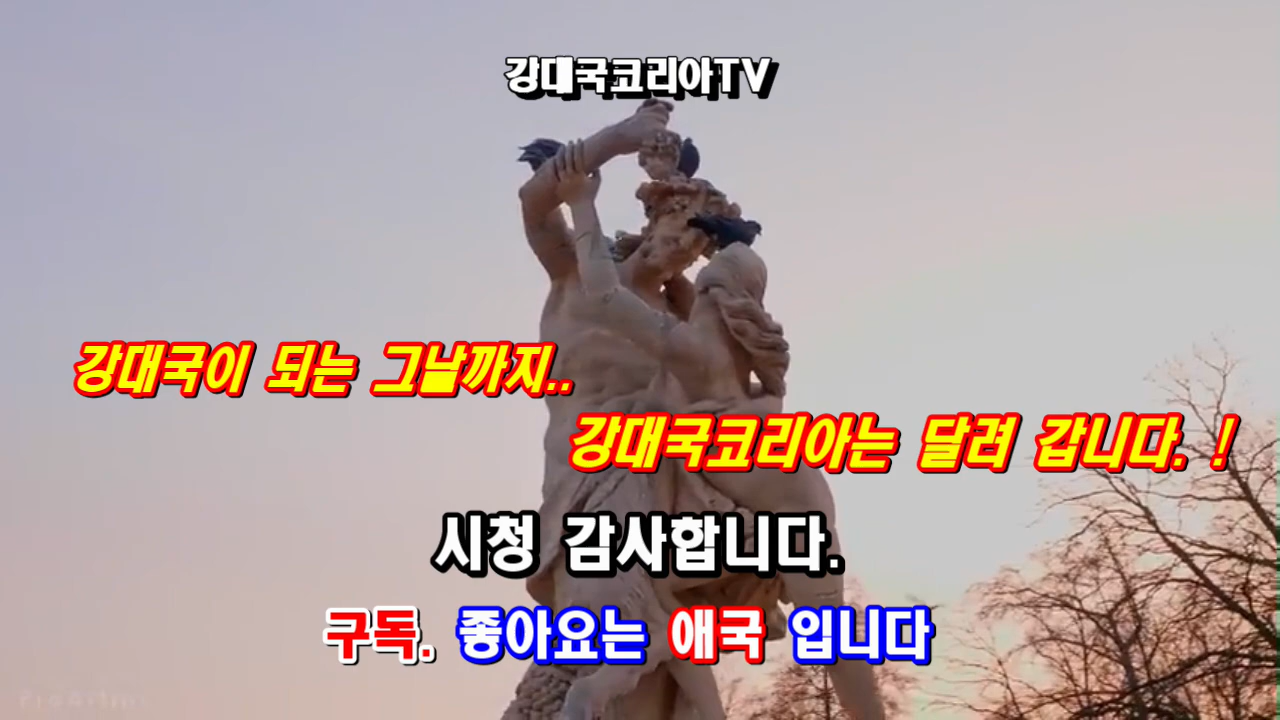 강대국코리아TV
강대국이 되는 그날까지..
강대국코리아는 달려 갑니다. !
시청 감사합니다.
구독. 좋아요는 애국 입니다